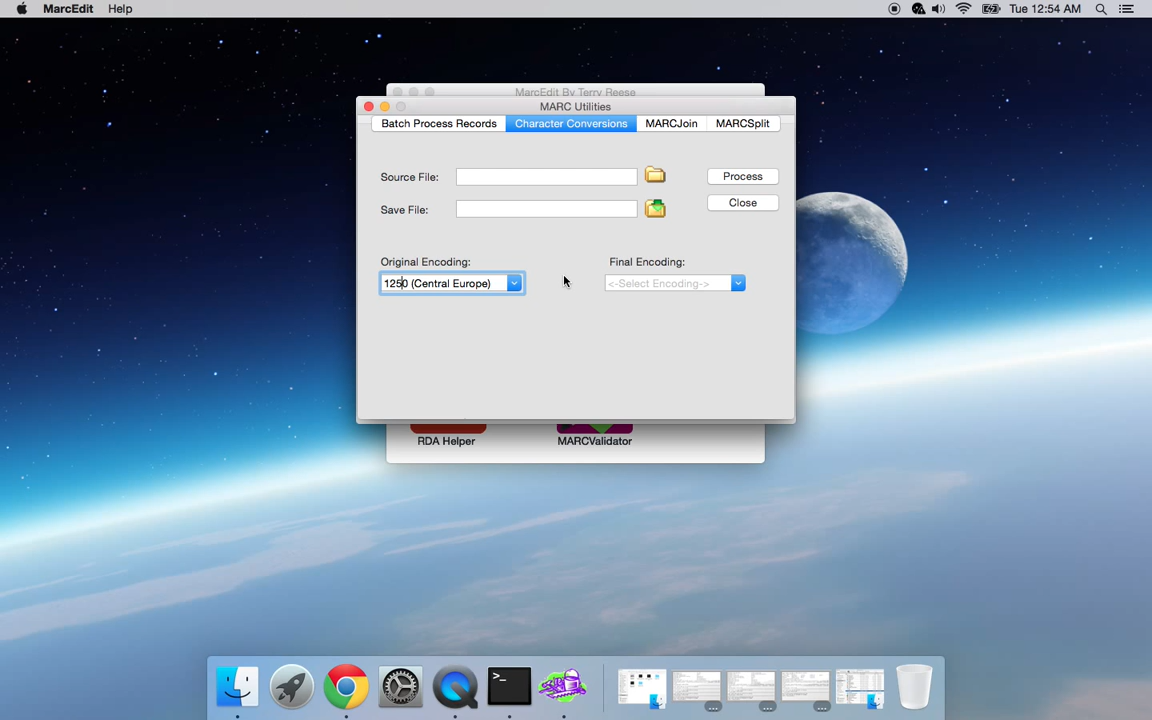 MarcEdit Help Tue 12:54 AM
MarcEdit By Terry Reese
MARC Utilities
Batch Process Records Character Conversions MARCJoin MARCSplit
Source File: Process
Save File: Close
Original Encoding: Final Encoding:
1250 (Central Europe) <-Select Encoding->
RDA Helper MARCValidator
>_